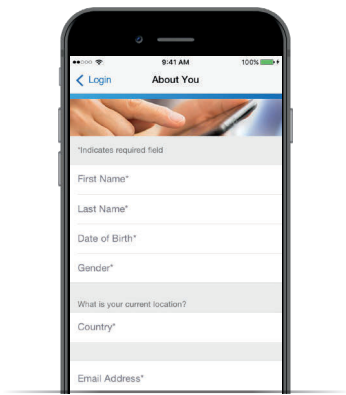 9:41 AM
100%
Login
About You
*Indicates required field
First Name*
Last Name*
Date of Birth*
Gender*
What is your current location?
Country*
Email Address*